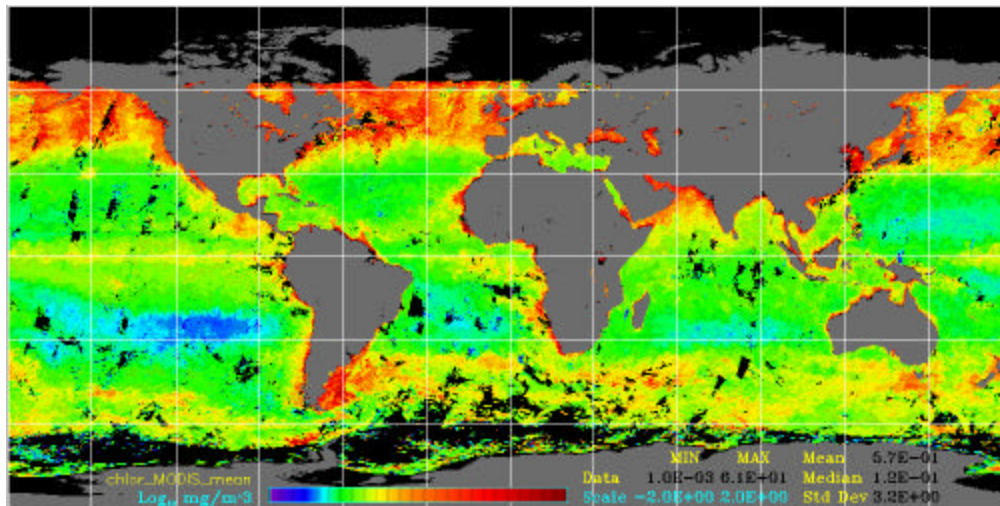 MIN MAX Mean 5.7E-01
chlor_MODIS_mean Data 1.0E-03 6.1E+01 Median 1.2E-01
Log₁₀ mg/m^3 Scale -2.0E+00 2.0E+00 Std Dev 3.2E+00